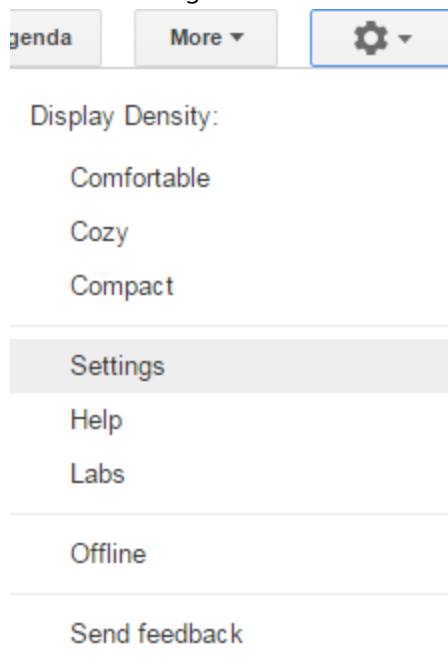 genda More
Display Density:
Comfortable
Cozy
Compact
Settings
Help
Labs
Offline
Send feedback